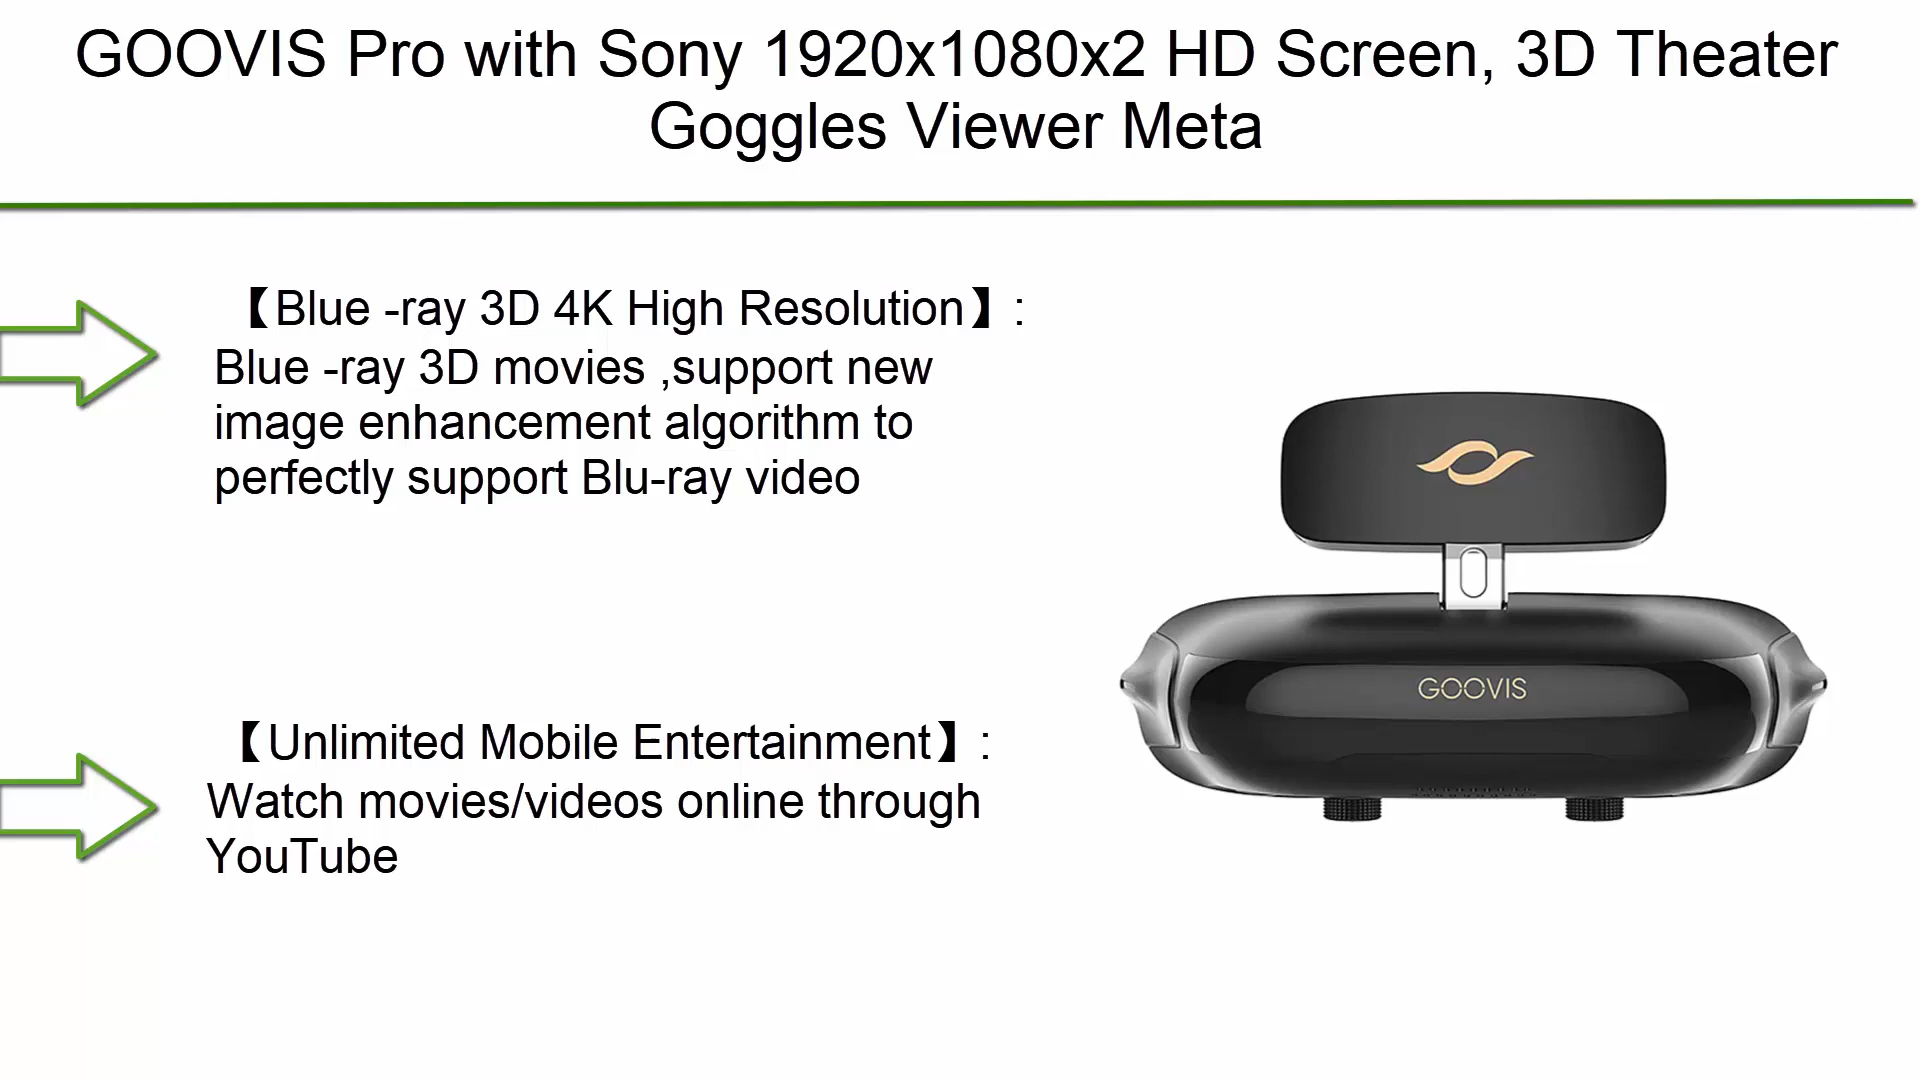 GOOVIS Pro with Sony 1920x1080x2 HD Screen, 3D Theater
Goggles Viewer Meta
【Blue -ray 3D 4K High Resolution】:
Blue -ray 3D movies ,support new
image enhancement algorithm to
perfectly support Blu-ray video
【Unlimited Mobile Entertainment】:
Watch movies/videos online through
YouTube
GOOVIS